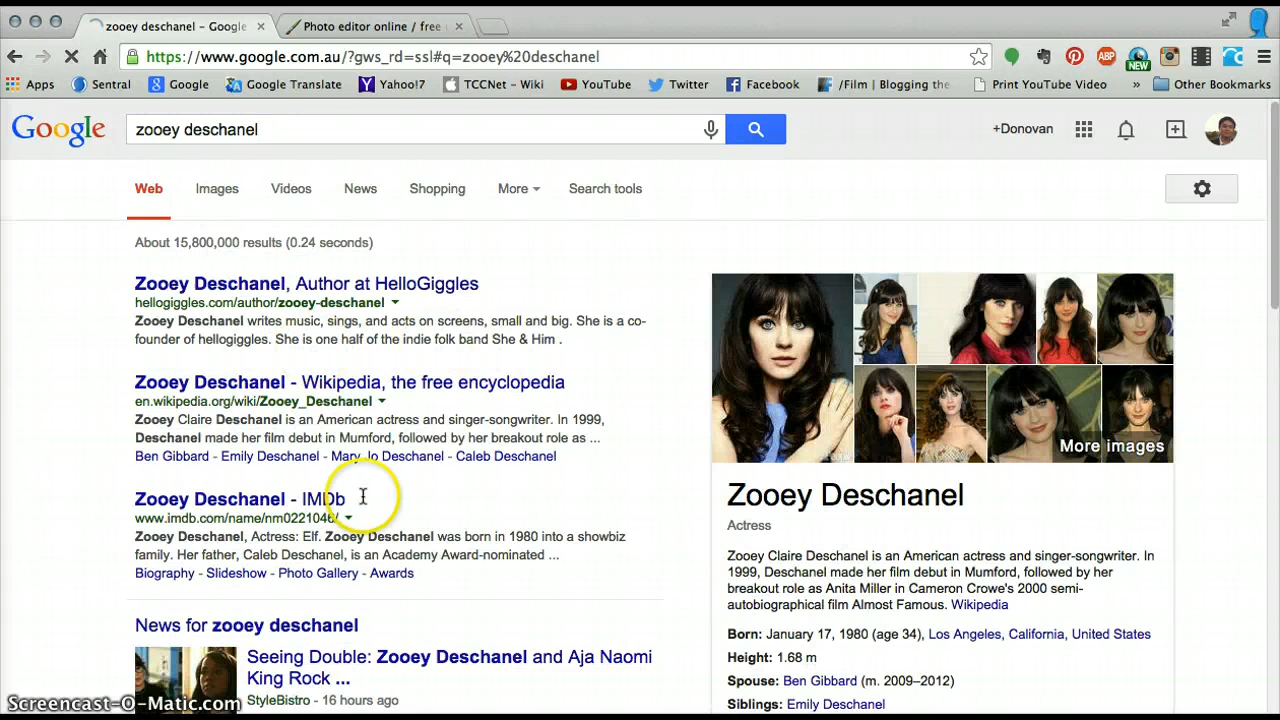 zooey deschanel - Google
Photo editor online / free
https://www.google.com.au/?gws_rd=ssl#q=zooey%20deschanel
ABP
NEW
Apps
Sentral
Google
Google Translate
Yahoo!7
TCCNet - Wiki
YouTube
Twitter
Facebook
/Film | Blogging the
Print YouTube Video
»
Other Bookmarks
Google
zooey deschanel
+Donovan
Web
Images
Videos
News
Shopping
More
Search tools
About 15,800,000 results (0.24 seconds)
Zooey Deschanel, Author at HelloGiggles
hellogiggles.com/author/zooey-deschanel
Zooey Deschanel writes music, sings, and acts on screens, small and big. She is a co-
founder of hellogiggles. She is one half of the indie folk band She & Him .
Zooey Deschanel - Wikipedia, the free encyclopedia
en.wikipedia.org/wiki/Zooey_Deschanel
Zooey Claire Deschanel is an American actress and singer-songwriter. In 1999,
Deschanel made her film debut in Mumford, followed by her breakout role as ...
Ben Gibbard - Emily Deschanel - Mary Jo Deschanel - Caleb Deschanel
Zooey Deschanel - IMDb
www.imdb.com/name/nm0221046/
Zooey Deschanel, Actress: Elf. Zooey Deschanel was born in 1980 into a showbiz
family. Her father, Caleb Deschanel, is an Academy Award-nominated ...
Biography - Slideshow - Photo Gallery - Awards
News for zooey deschanel
Seeing Double: Zooey Deschanel and Aja Naomi
King Rock ...
StyleBistro - 16 hours ago
More images
Zooey Deschanel
Actress
Zooey Claire Deschanel is an American actress and singer-songwriter. In
1999, Deschanel made her film debut in Mumford, followed by her
breakout role as Anita Miller in Cameron Crowe's 2000 semi-
autobiographical film Almost Famous. Wikipedia
Born: January 17, 1980 (age 34), Los Angeles, California, United States
Height: 1.68 m
Spouse: Ben Gibbard (m. 2009–2012)
Siblings: Emily Deschanel
Screencast-O-Matic.com